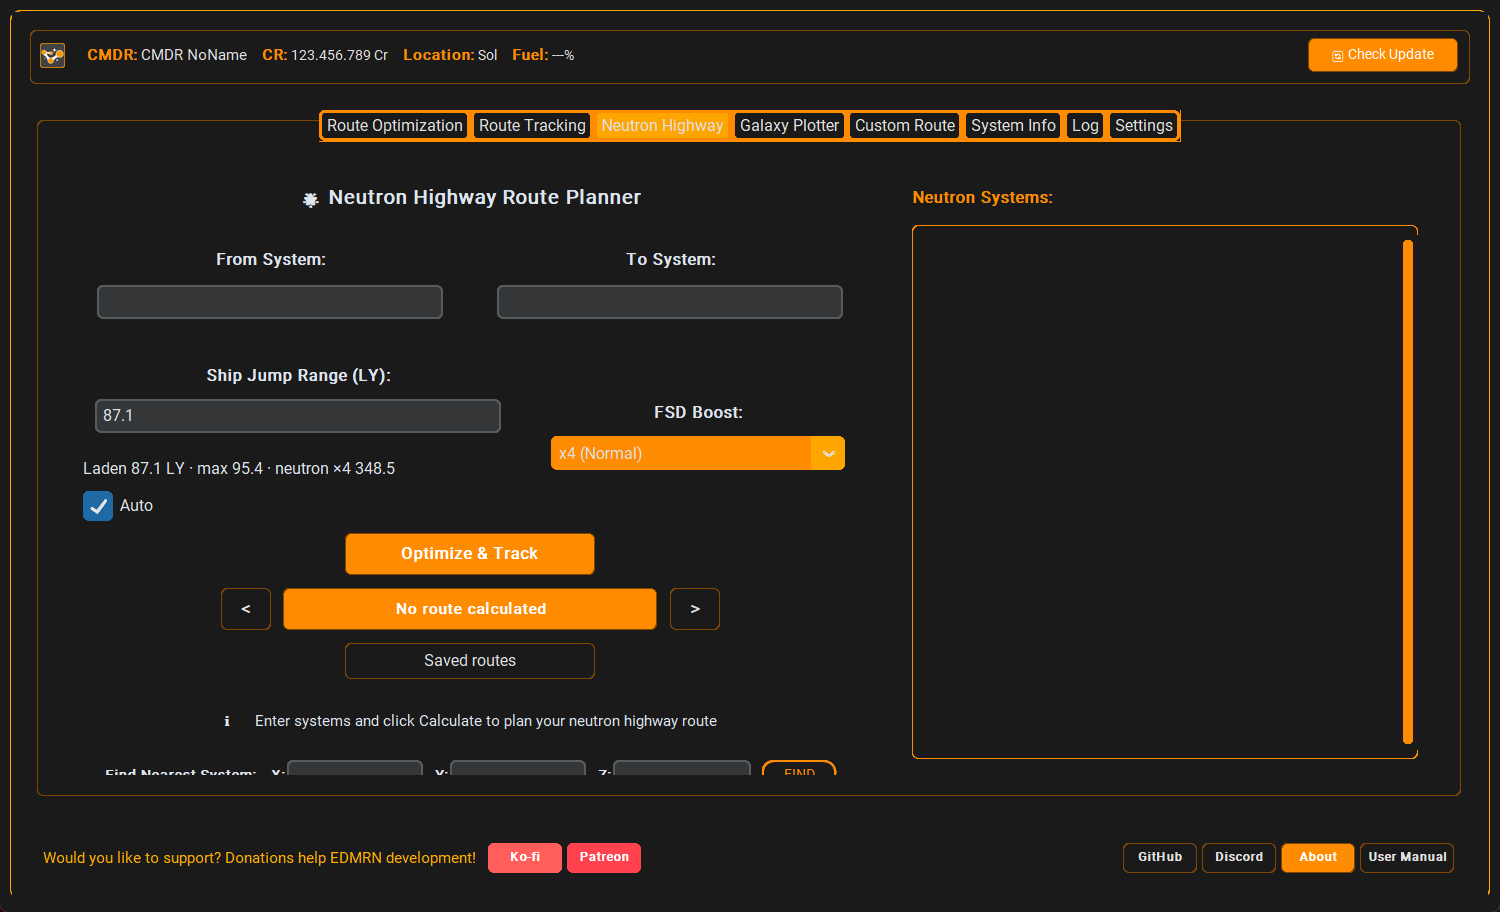 CMDR: CMDR NoName CR: 123.456.789 Cr Location: Sol Fuel: ---% Check Update
Route Optimization Route Tracking Neutron Highway Galaxy Plotter Custom Route System Info Log Settings
Neutron Highway Route Planner
Neutron Systems:
From System: To System:
Ship Jump Range (LY):
87.1
FSD Boost:
x4 (Normal)
Laden 87.1 LY · max 95.4 · neutron ×4 348.5
Auto
Optimize & Track
< No route calculated >
Saved routes
Enter systems and click Calculate to plan your neutron highway route
Find Nearest System: X: Y: Z: FIND
Would you like to support? Donations help EDMRN development! Ko-fi Patreon GitHub Discord About User Manual